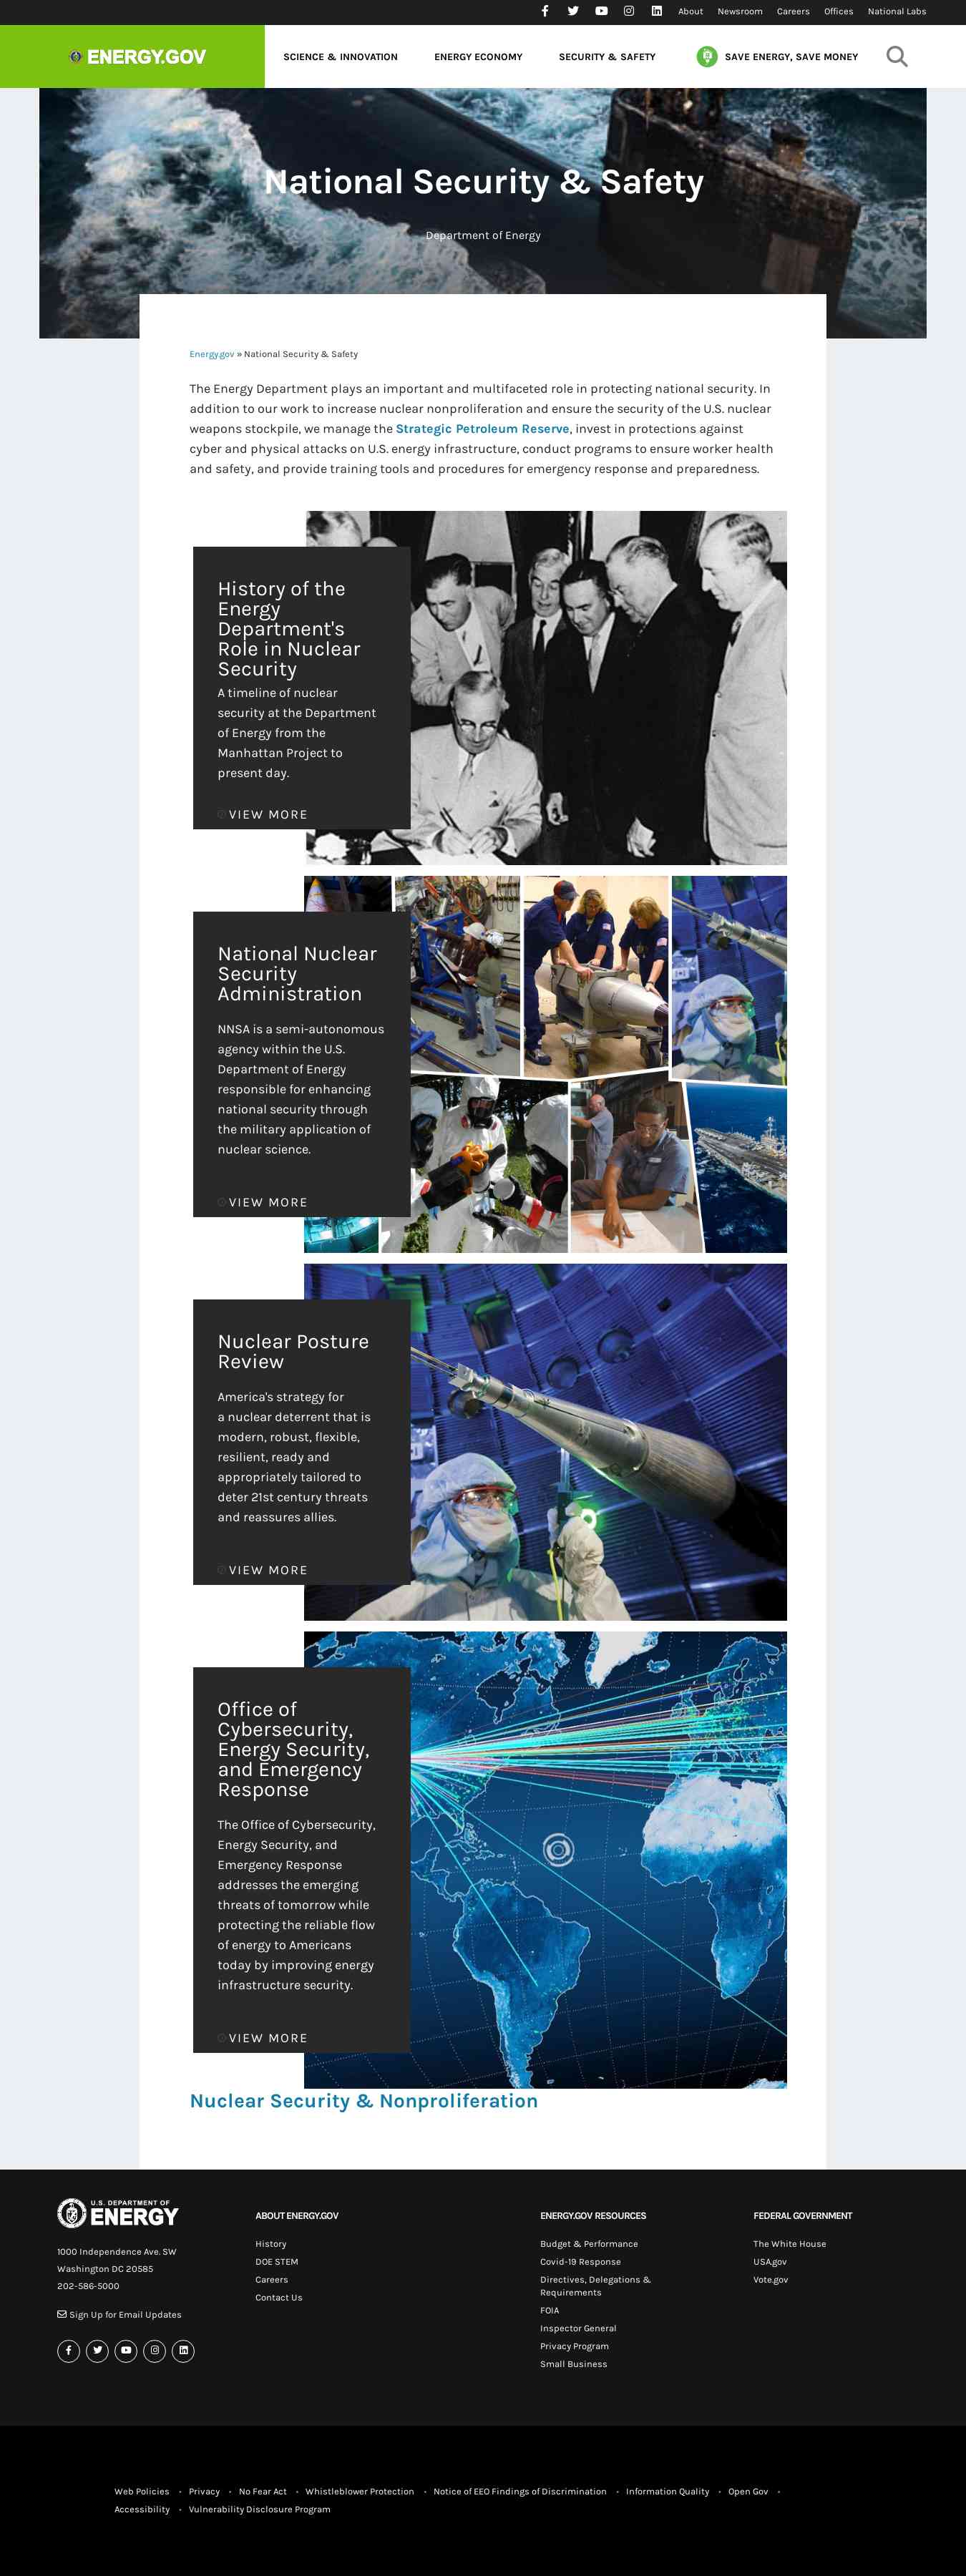 About Newsroom Careers Offices National Labs
ENERGY.GOV
SCIENCE & INNOVATION ENERGY ECONOMY SECURITY & SAFETY SAVE ENERGY, SAVE MONEY
National Security & Safety
Department of Energy
Energy.gov » National Security & Safety
The Energy Department plays an important and multifaceted role in protecting national security. In
addition to our work to increase nuclear nonproliferation and ensure the security of the U.S. nuclear
weapons stockpile, we manage the Strategic Petroleum Reserve, invest in protections against
cyber and physical attacks on U.S. energy infrastructure, conduct programs to ensure worker health
and safety, and provide training tools and procedures for emergency response and preparedness.
History of the
Energy
Department's
Role in Nuclear
Security
A timeline of nuclear
security at the Department
of Energy from the
Manhattan Project to
present day.
VIEW MORE
National Nuclear
Security
Administration
NNSA is a semi-autonomous
agency within the U.S.
Department of Energy
responsible for enhancing
national security through
the military application of
nuclear science.
VIEW MORE
Nuclear Posture
Review
America's strategy for
a nuclear deterrent that is
modern, robust, flexible,
resilient, ready and
appropriately tailored to
deter 21st century threats
and reassures allies.
VIEW MORE
Office of
Cybersecurity,
Energy Security,
and Emergency
Response
The Office of Cybersecurity,
Energy Security, and
Emergency Response
addresses the emerging
threats of tomorrow while
protecting the reliable flow
of energy to Americans
today by improving energy
infrastructure security.
VIEW MORE
Nuclear Security & Nonproliferation
U.S. DEPARTMENT OF
ENERGY
1000 Independence Ave. SW
Washington DC 20585
202-586-5000
Sign Up for Email Updates
ABOUT ENERGY.GOV
History
DOE STEM
Careers
Contact Us
ENERGY.GOV RESOURCES
Budget & Performance
Covid-19 Response
Directives, Delegations &
Requirements
FOIA
Inspector General
Privacy Program
Small Business
FEDERAL GOVERNMENT
The White House
USA.gov
Vote.gov
Web Policies • Privacy • No Fear Act • Whistleblower Protection • Notice of EEO Findings of Discrimination • Information Quality • Open Gov •
Accessibility • Vulnerability Disclosure Program